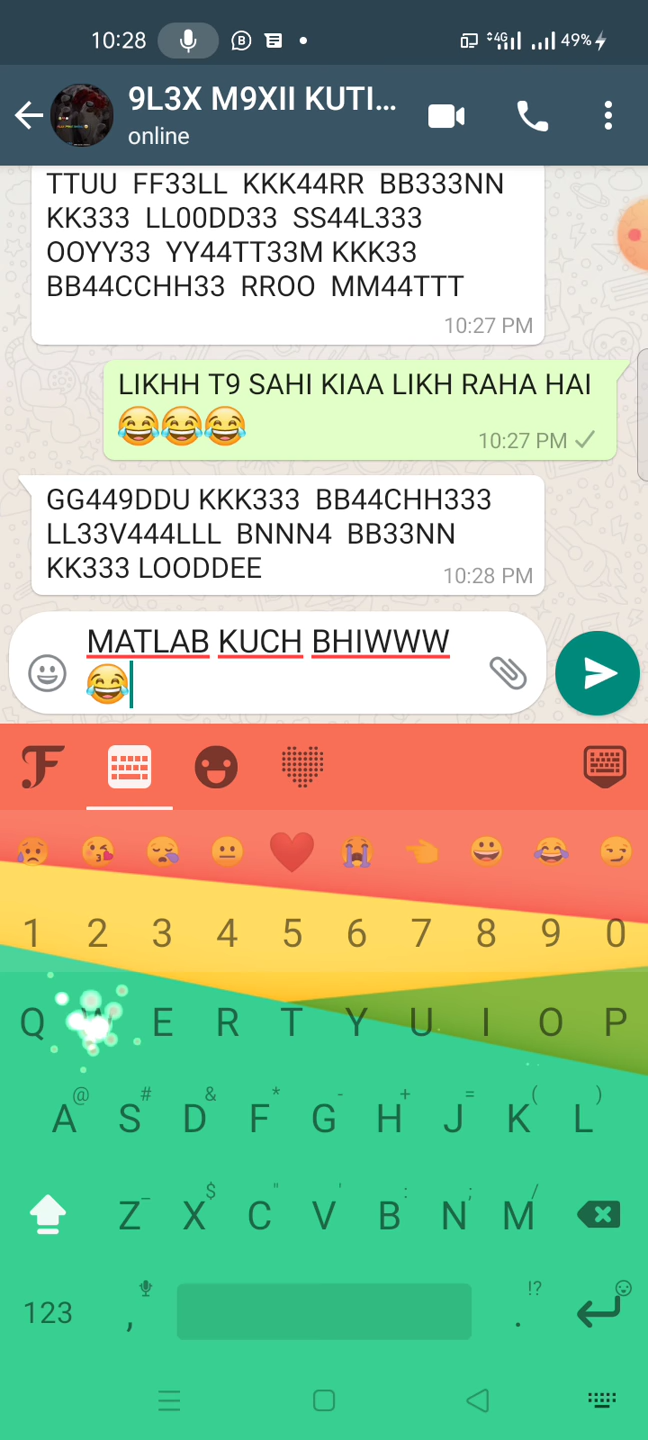 10:28
4G
49%
9L3X M9XII KUTI...
online
TTUU FF33LL KKK44RR BB333NN
KK333 LL00DD33 SS44L333
OOYY33 YY44TT33M KKK33
BB44CCHH33 RROO MM44TTT
10:27 PM
LIKHH T9 SAHI KIAA LIKH RAHA HAI
😂😂😂
10:27 PM
GG449DDU KKK333 BB44CHH333
LL33V444LLL BNNN4 BB33NN
KK333 LOODDEE
10:28 PM
MATLAB KUCH BHIWWW
😂
1 2 3 4 5 6 7 8 9 0
Q W E R T Y U I O P
@ # & * - + = ( )
A S D F G H J K L
_ $ " ' : ; /
Z X C V B N M
!?
123 , .